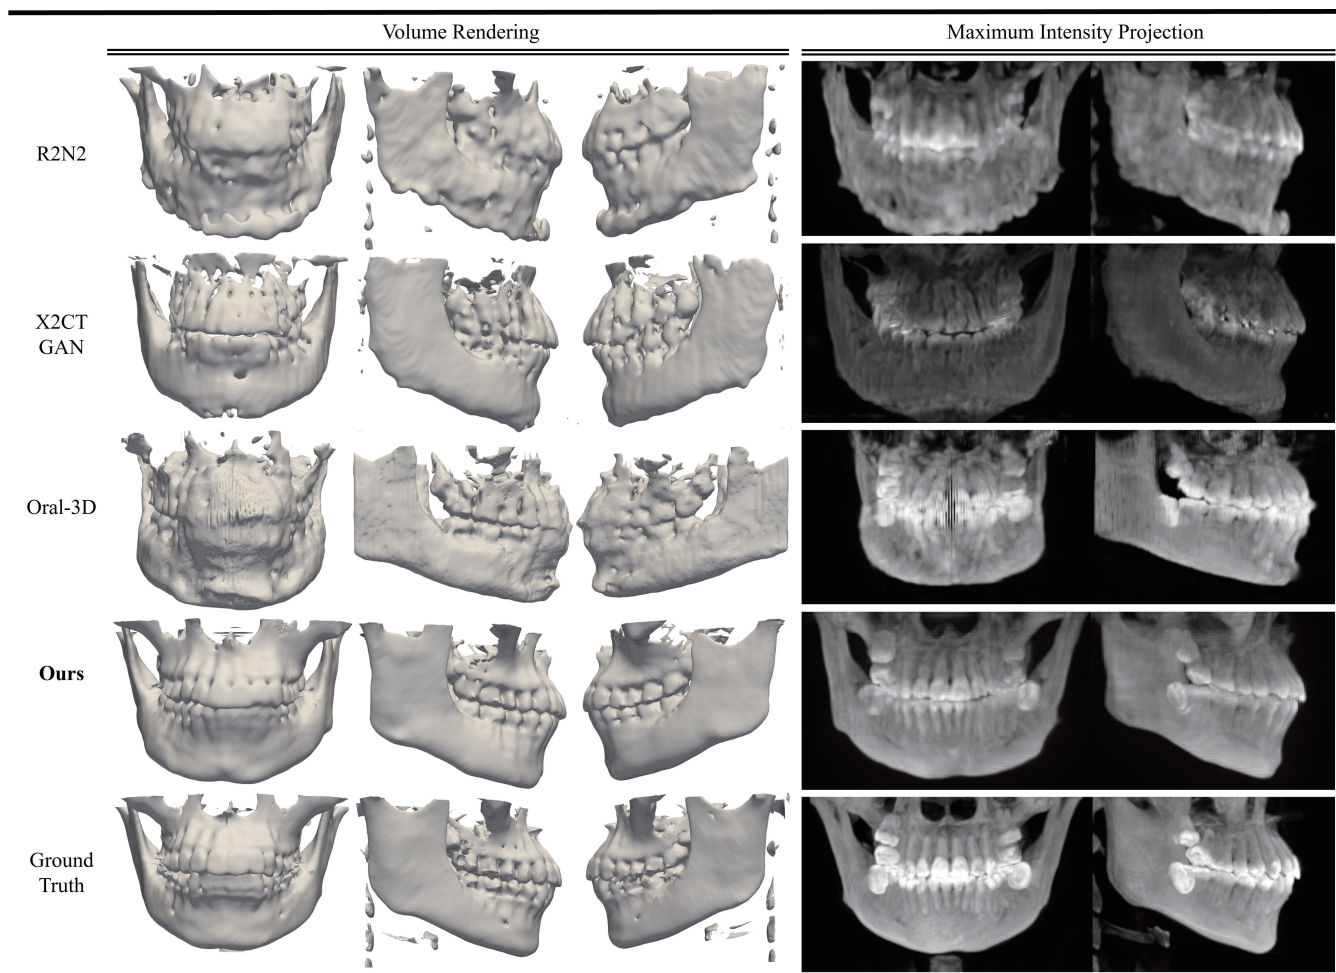 Volume Rendering
Maximum Intensity Projection
R2N2
X2CT
GAN
Oral-3D
Ours
Ground
Truth